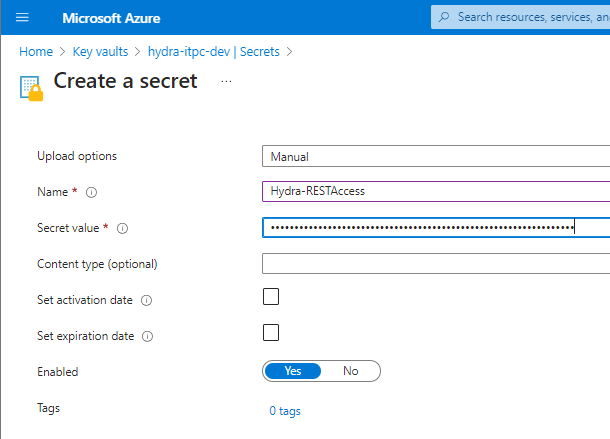 Microsoft Azure
Search resources, services, and
Home > Key vaults > hydra-itpc-dev | Secrets >
Create a secret ...
Upload options Manual
Name * Hydra-RESTAccess
Secret value * ••••••••••••••••••••••••••••••••••••••••••••••••••••••••••••••••
Content type (optional)
Set activation date
Set expiration date
Enabled Yes No
Tags 0 tags